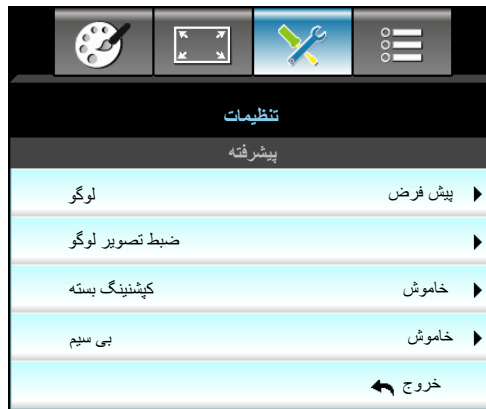 تنظیمات
پیشرفته
لوگو پیش فرض
ضبط تصویر لوگو
کپشنینگ بسته خاموش
بی سیم خاموش
خروج